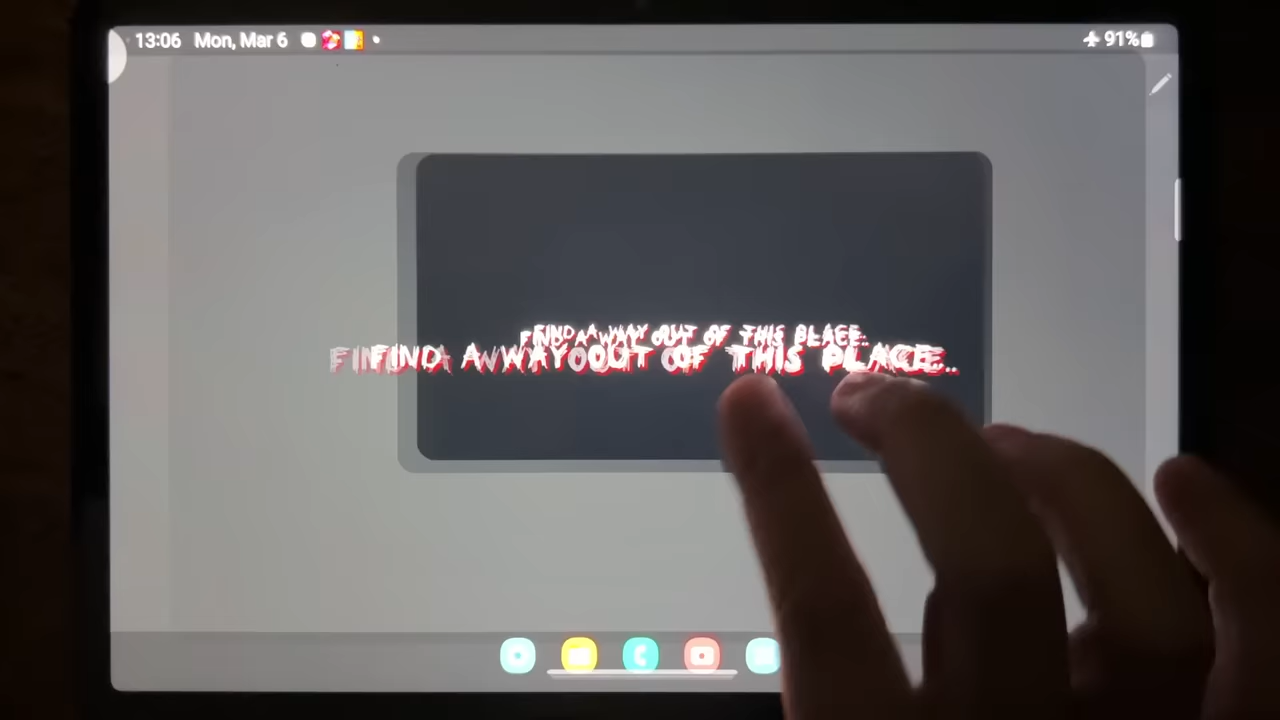 13:06 Mon, Mar 6 91%
FIND A WAY OUT OF THIS PLACE..
FIND A WAY OUT OF THIS PLACE...